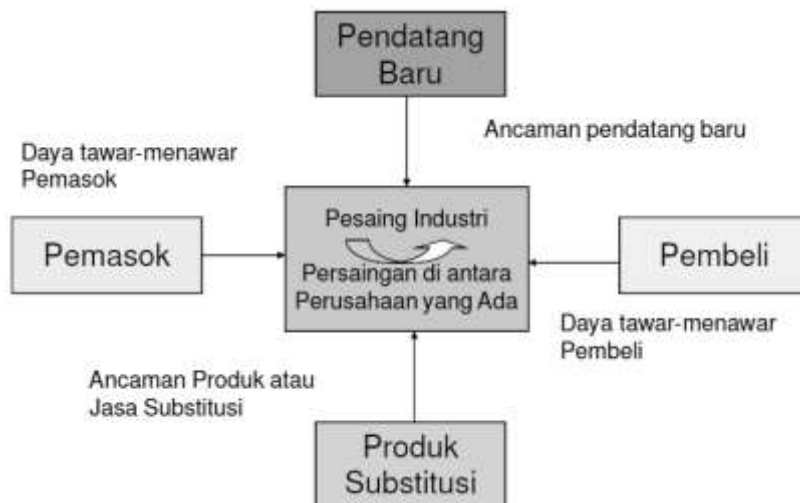 Pendatang
Baru
Ancaman pendatang baru
Daya tawar-menawar
Pemasok
Pemasok
Pesaing Industri
Persaingan di antara
Perusahaan yang Ada
Pembeli
Daya tawar-menawar
Pembeli
Ancaman Produk atau
Jasa Substitusi
Produk
Substitusi